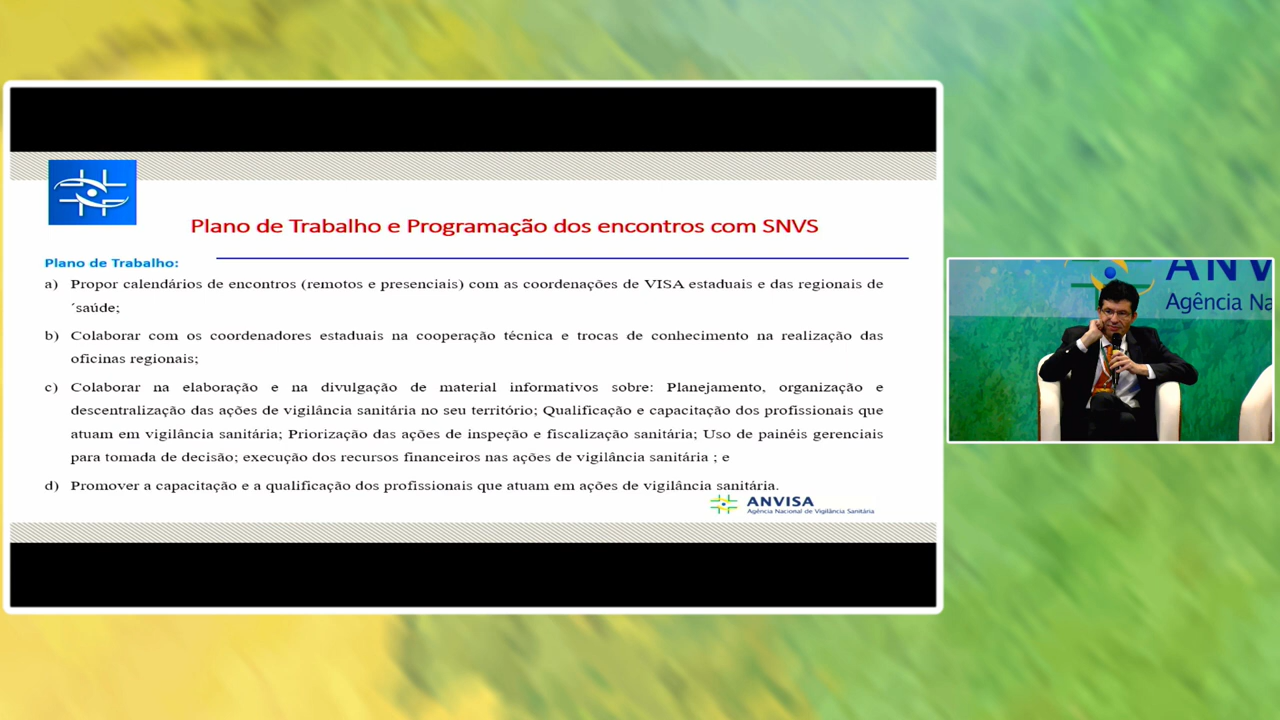 Plano de Trabalho e Programação dos encontros com SNVS
Plano de Trabalho:
a) Propor calendários de encontros (remotos e presenciais) com as coordenações de VISA estaduais e das regionais de
´saúde;
b) Colaborar com os coordenadores estaduais na cooperação técnica e trocas de conhecimento na realização das
oficinas regionais;
c) Colaborar na elaboração e na divulgação de material informativos sobre: Planejamento, organização e
descentralização das ações de vigilância sanitária no seu território; Qualificação e capacitação dos profissionais que
atuam em vigilância sanitária; Priorização das ações de inspeção e fiscalização sanitária; Uso de painéis gerenciais
para tomada de decisão; execução dos recursos financeiros nas ações de vigilância sanitária ; e
d) Promover a capacitação e a qualificação dos profissionais que atuam em ações de vigilância sanitária.
ANVISA
Agência Nacional de Vigilância Sanitária
ANV
Agência Na